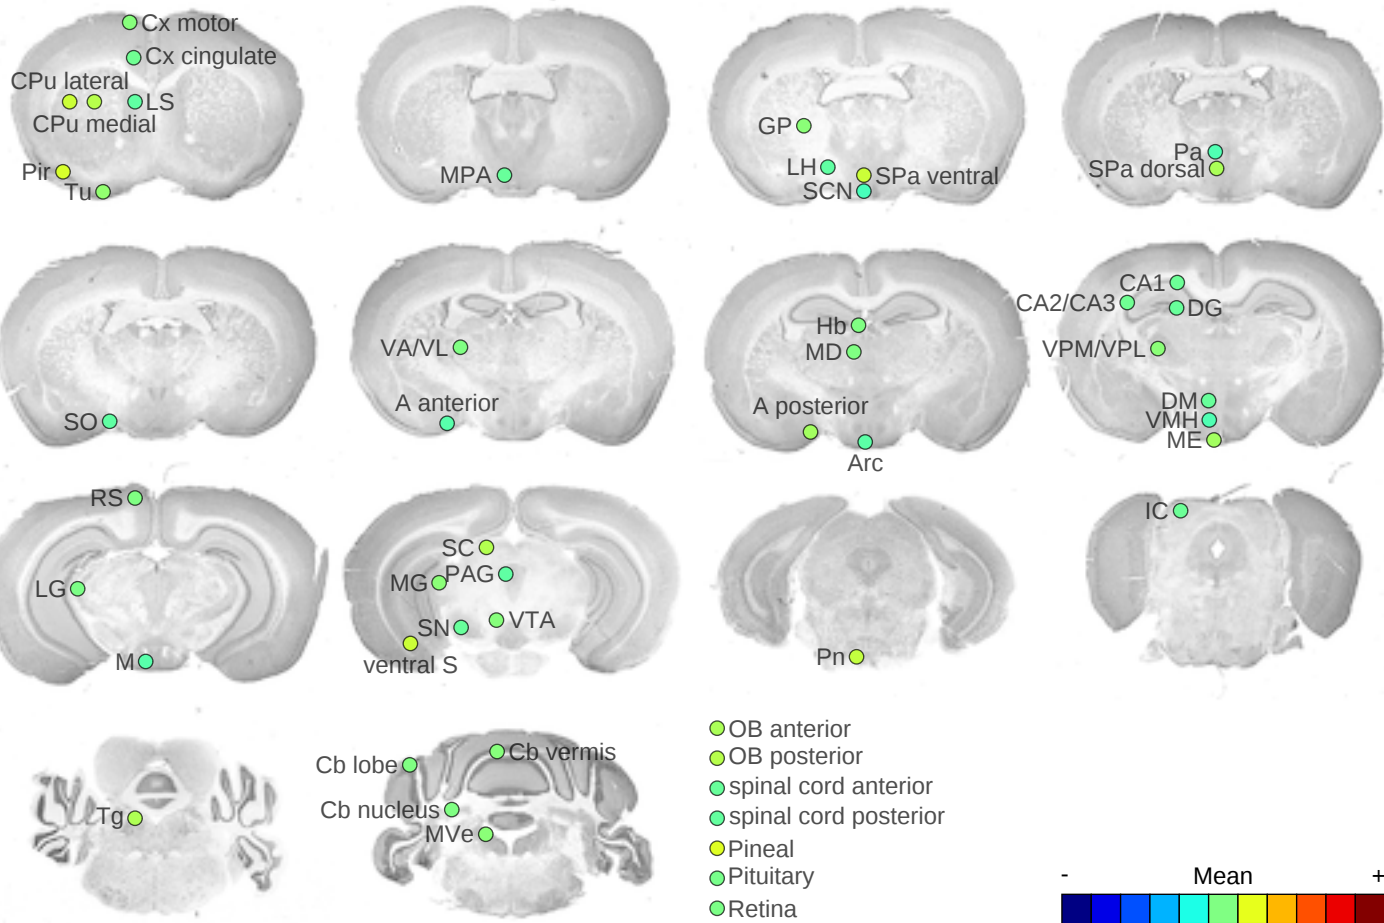 Cx motor
Cx cingulate
CPu lateral
LS
CPu medial
Pir
Tu
MPA
GP
LH
SPa ventral
SCN
Pa
SPa dorsal
SO
VA/VL
A anterior
Hb
MD
A posterior
Arc
CA1
CA2/CA3
DG
VPM/VPL
DM
VMH
ME
RS
LG
M
SC
MG
PAG
SN
VTA
ventral S
Pn
IC
Tg
Cb lobe
Cb vermis
Cb nucleus
MVe
OB anterior
OB posterior
spinal cord anterior
spinal cord posterior
Pineal
Pituitary
Retina
- Mean +